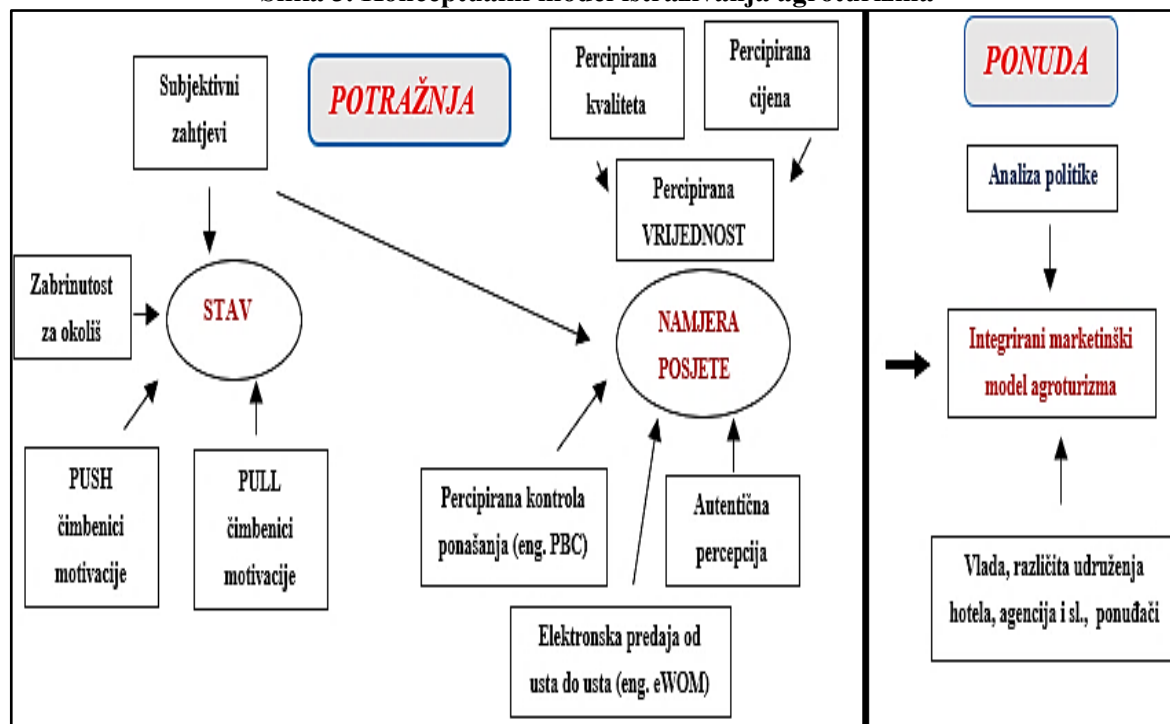 Subjektivni
zahtjevi
POTRAŽNJA
Percipirana
kvaliteta
Percipirana
cijena
Percipirana
VRIJEDNOST
Zabrinutost
za okoliš
STAV
NAMJERA
POSJETE
PUSH
čimbenici
motivacije
PULL
čimbenici
motivacije
Percipirana kontrola
ponašanja (eng. PBC)
Autentična
percepcija
Elektronska predaja od
usta do usta (eng. eWOM)
PONUDA
Analiza politike
Integrirani marketinški
model agroturizma
Vlada, različita udruženja
hotela, agencija i sl., ponuđači